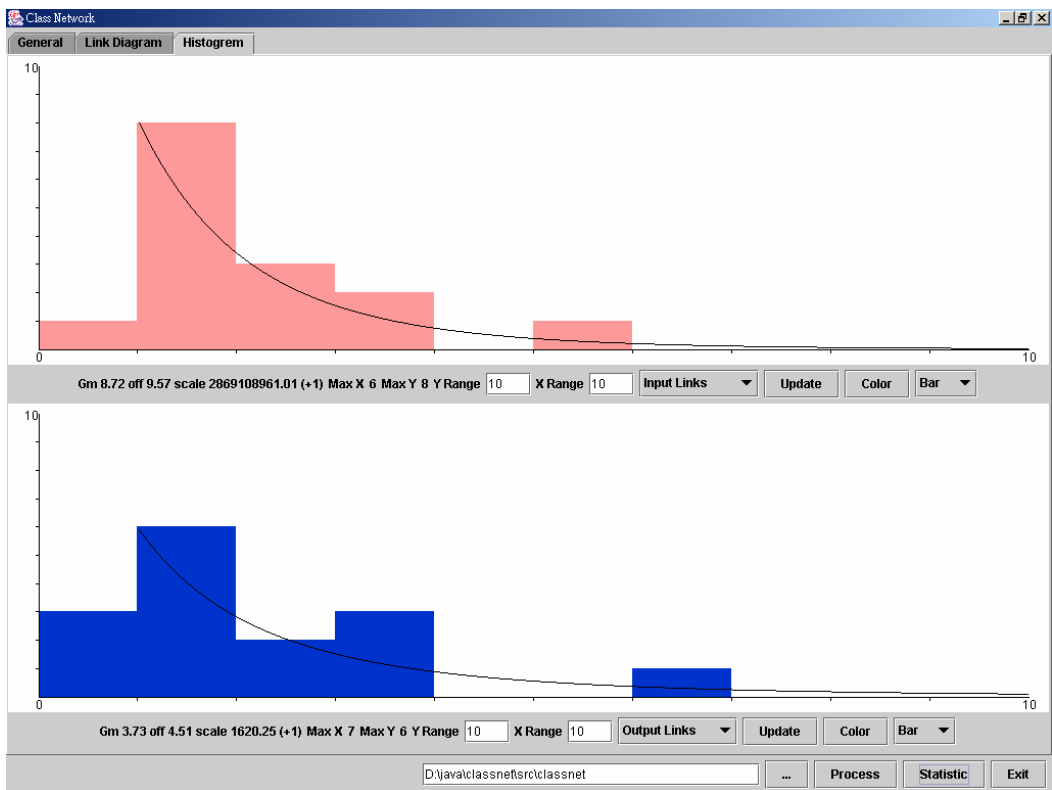 Class Network
General Link Diagram Histogrem
10
0 10
Gm 8.72 off 9.57 scale 2869108961.01 (+1) Max X 6 Max Y 8 Y Range 10 X Range 10 Input Links Update Color Bar
10
0 10
Gm 3.73 off 4.51 scale 1620.25 (+1) Max X 7 Max Y 6 Y Range 10 X Range 10 Output Links Update Color Bar
D:\java\classnet\src\classnet ... Process Statistic Exit